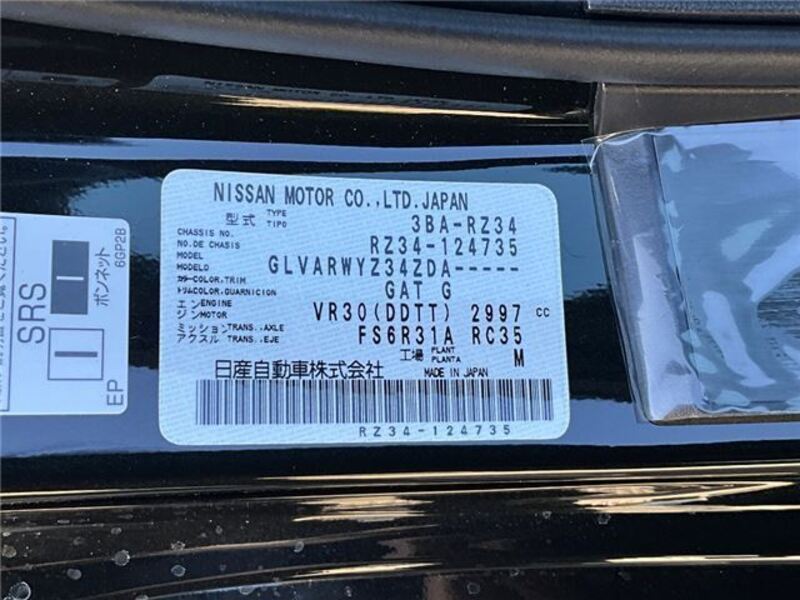 NISSAN MOTOR CO.,LTD.JAPAN
型式 TYPE TIPO 3BA-RZ34
CHASSIS NO. NO.DE CHASIS RZ34-124735
MODEL MODELO GLVARWYZ34ZDA-----
カラー COLOR,TRIM トリム COLOR,GUARNICION GAT G
エンジン ENGINE MOTOR VR30(DDTT) 2997 cc
ミッション アクスル TRANS.,AXLE TRANS.,EJE FS6R31A RC35
工場 PLANT PLANTA M
日産自動車株式会社 MADE IN JAPAN
RZ34-124735
SRS
ボンネット
6GP2B
EP